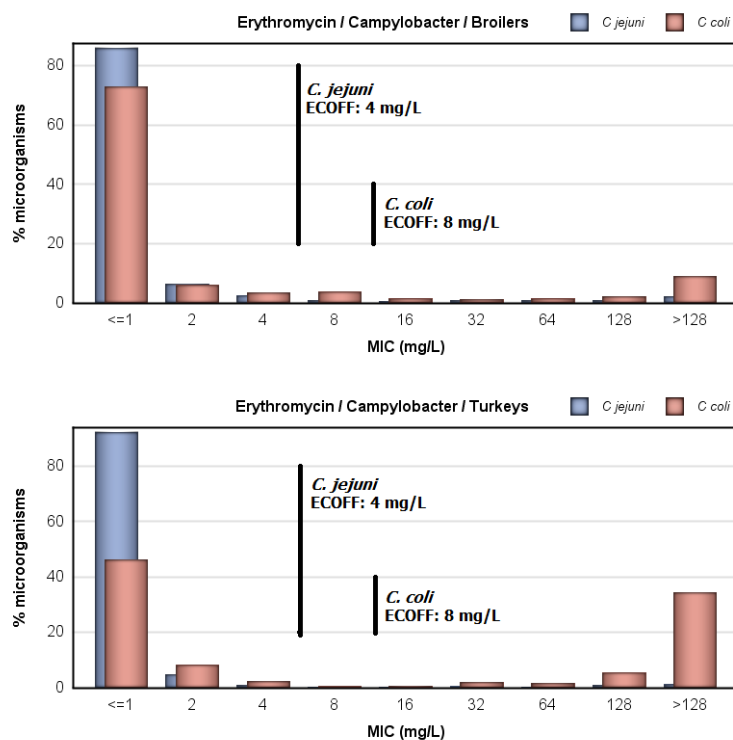 Erythromycin / Campylobacter / Broilers C jejuni C coli
80
60
40
20
0
% microorganisms
C. jejuni
ECOFF: 4 mg/L
C. coli
ECOFF: 8 mg/L
<=1 2 4 8 16 32 64 128 >128
MIC (mg/L)
Erythromycin / Campylobacter / Turkeys C jejuni C coli
80
60
40
20
0
% microorganisms
C. jejuni
ECOFF: 4 mg/L
C. coli
ECOFF: 8 mg/L
<=1 2 4 8 16 32 64 128 >128
MIC (mg/L)